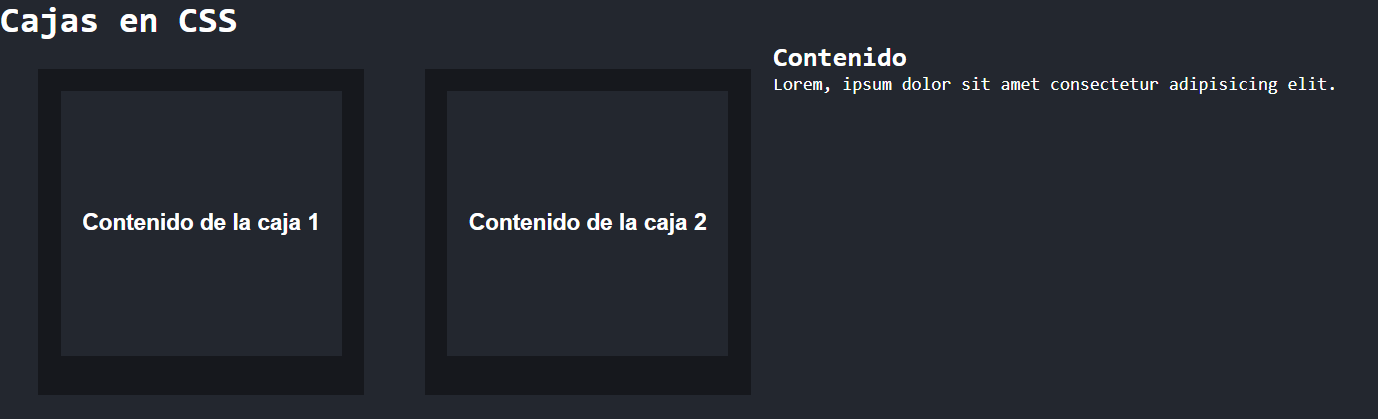 Cajas en CSS
Contenido
Lorem, ipsum dolor sit amet consectetur adipisicing elit.
Contenido de la caja 1
Contenido de la caja 2